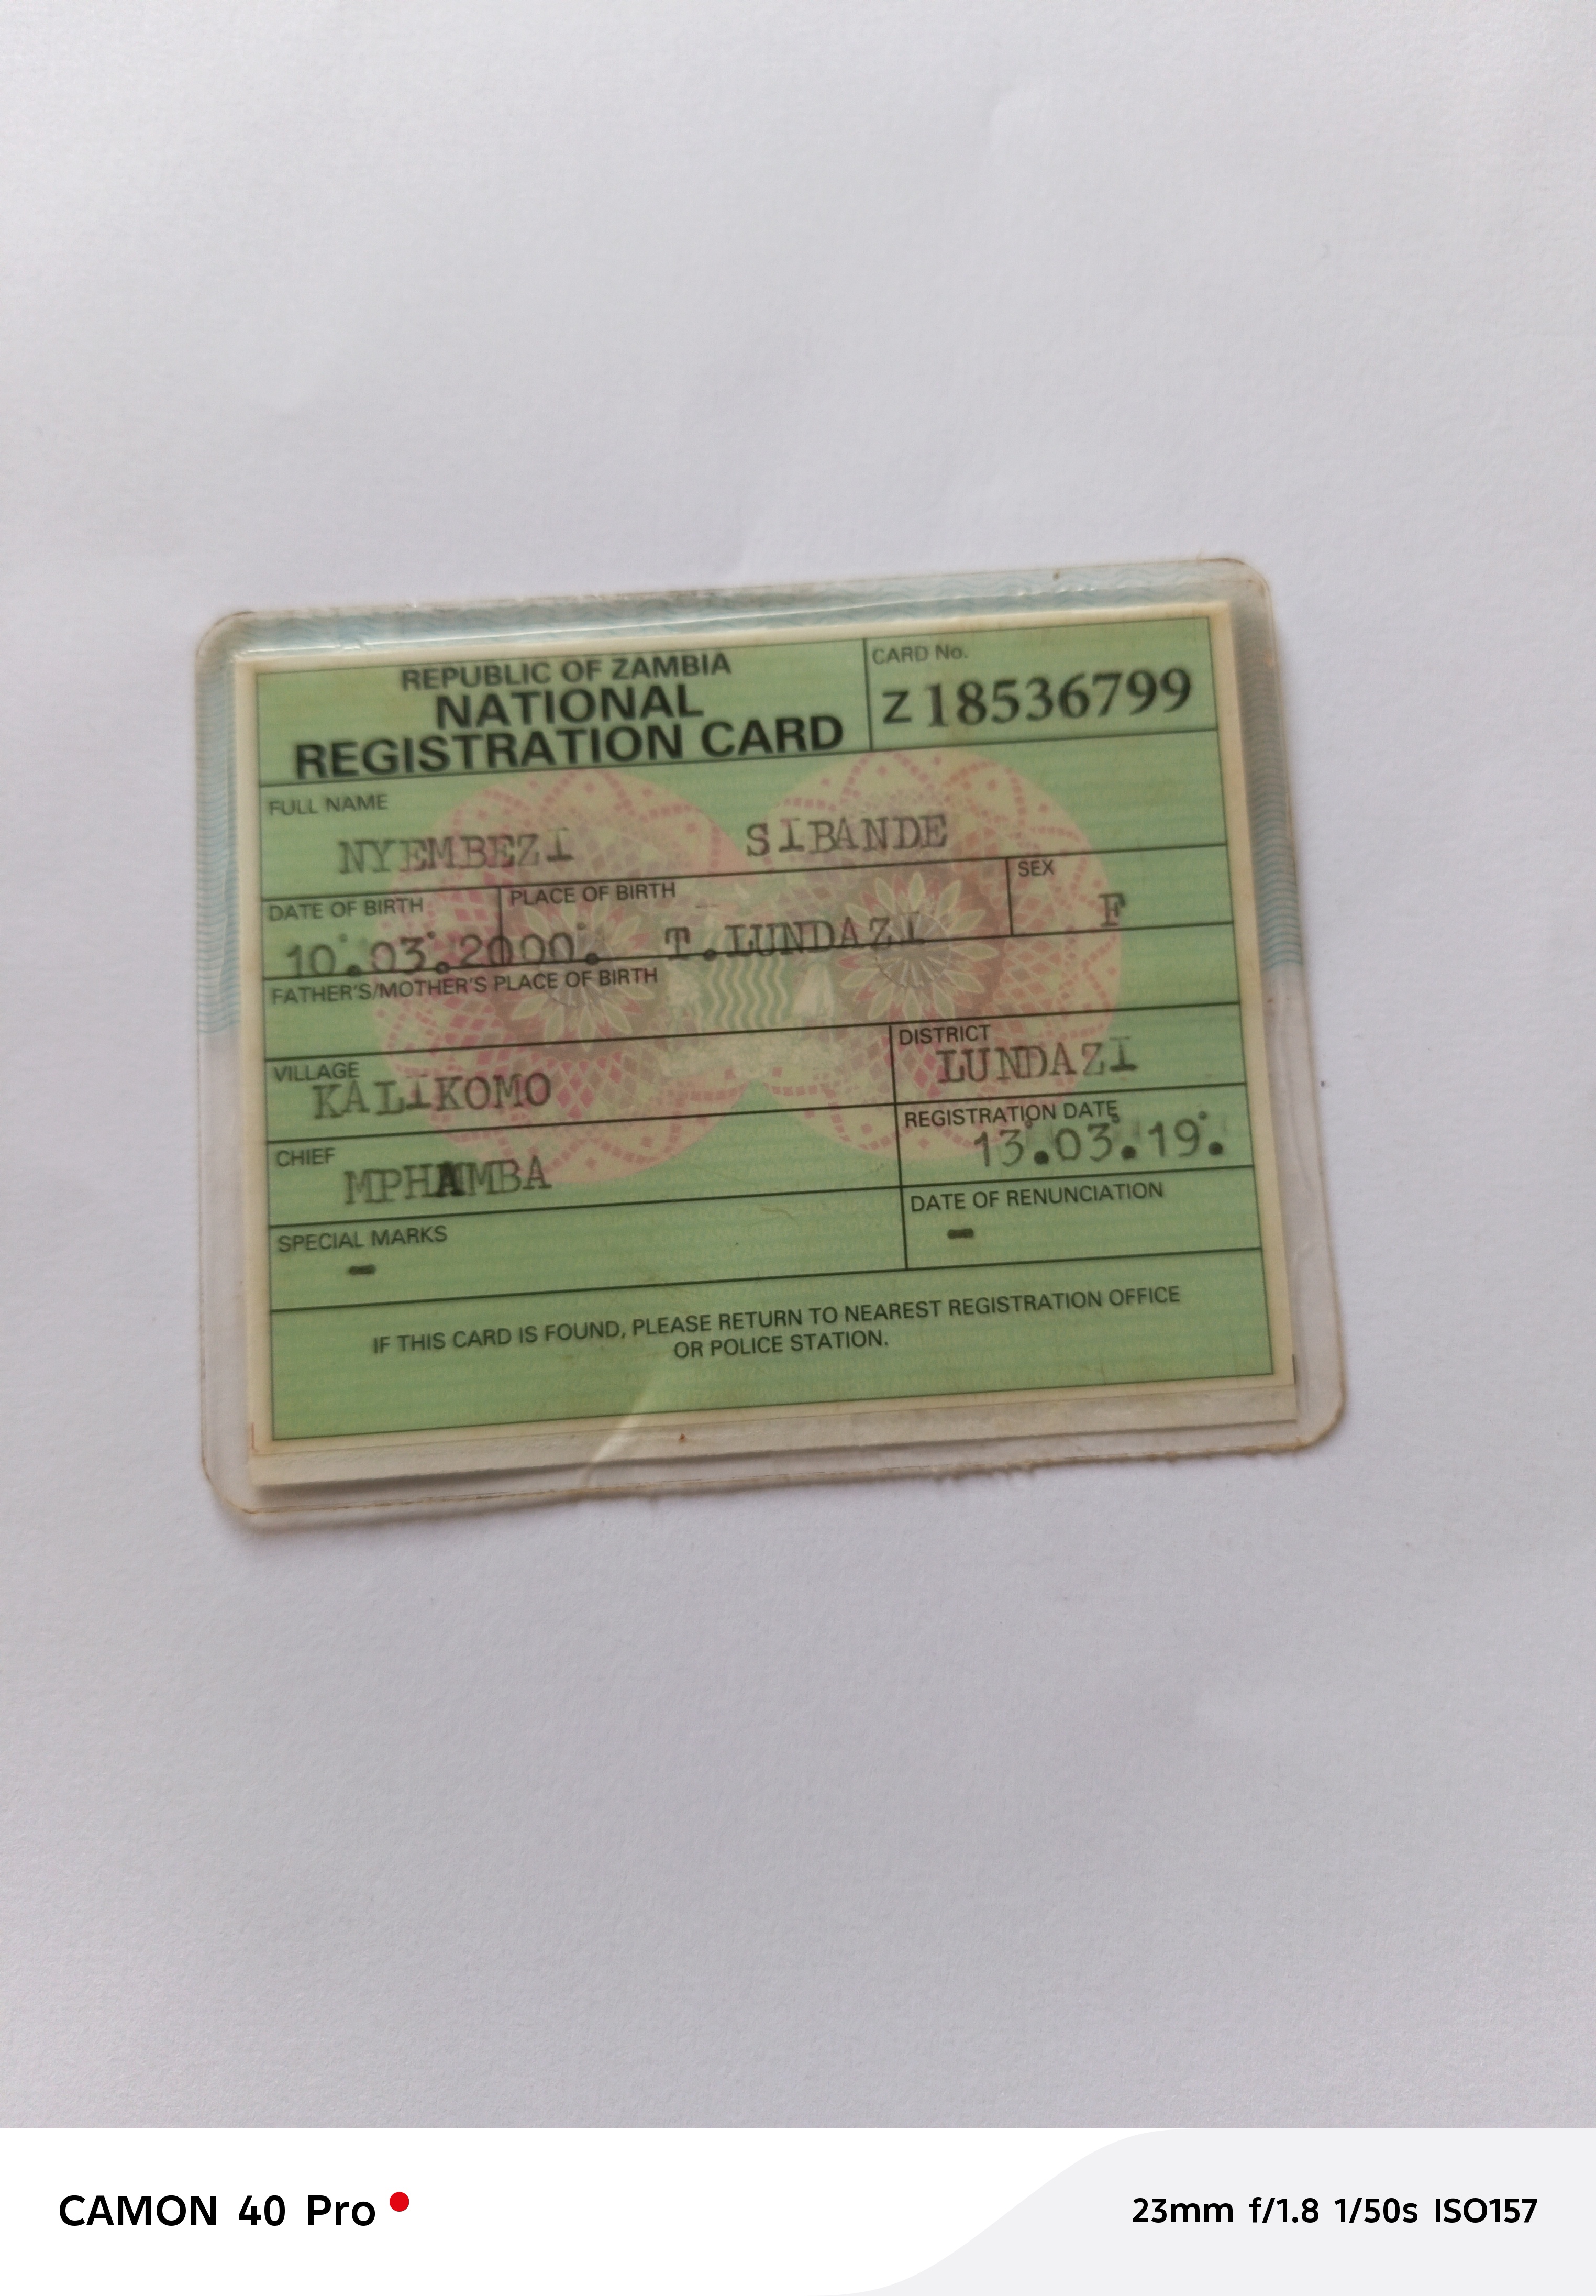 REPUBLIC OF ZAMBIA
NATIONAL
REGISTRATION CARD
CARD No.
Z 18536799
FULL NAME
NYEMBEZI SIBANDE
DATE OF BIRTH
10.03.2000.
PLACE OF BIRTH
T.LUNDAZI
SEX
F
FATHER'S/MOTHER'S PLACE OF BIRTH
VILLAGE
KALIKOMO
DISTRICT
LUNDAZI
CHIEF
MPHAMBA
REGISTRATION DATE
13.03.19.
SPECIAL MARKS
-
DATE OF RENUNCIATION
-
IF THIS CARD IS FOUND, PLEASE RETURN TO NEAREST REGISTRATION OFFICE
OR POLICE STATION.
CAMON 40 Pro
23mm f/1.8 1/50s ISO157